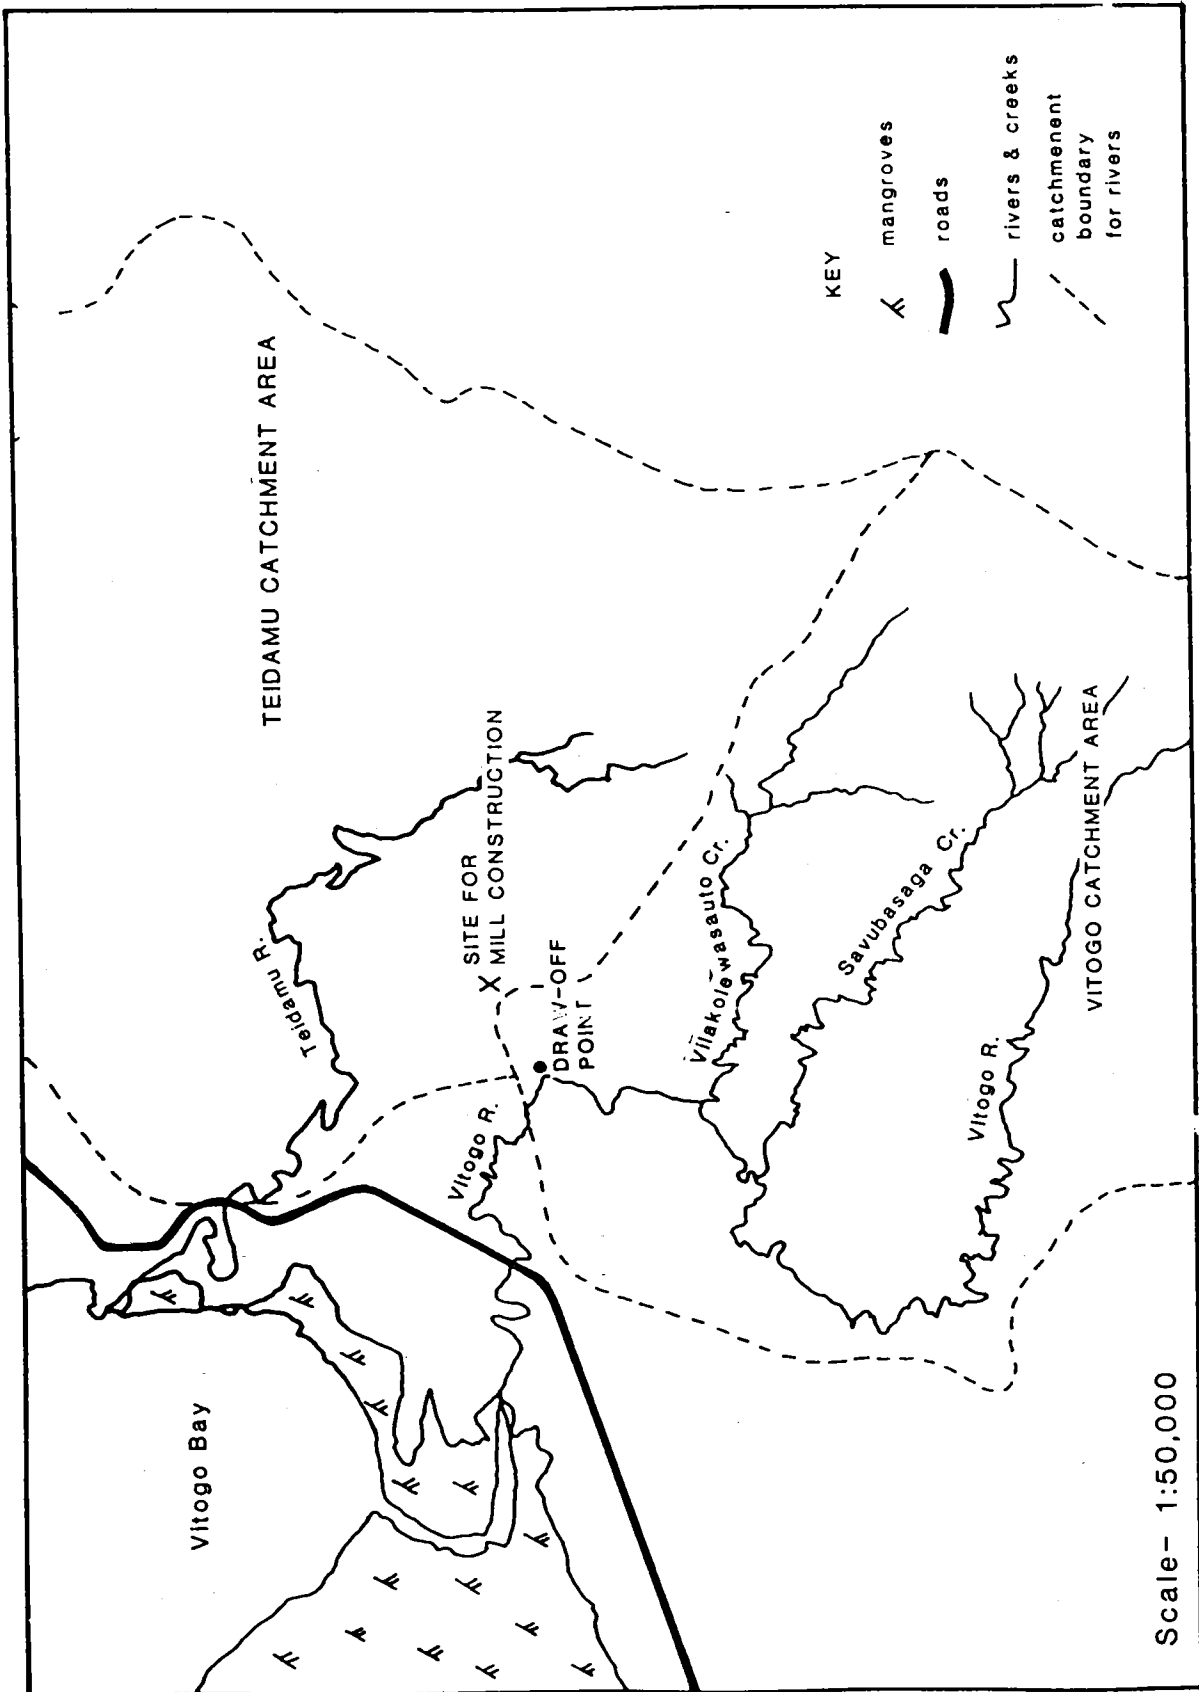 Vitogo Bay
Teidamu R.
TEIDAMU CATCHMENT AREA
SITE FOR
X MILL CONSTRUCTION
Vitogo R.
DRAW-OFF
POINT
Vilakolewasauto Cr.
Savubasaga Cr.
Vitogo R.
VITOGO CATCHMENT AREA
KEY
mangroves
roads
rivers & creeks
catchmenent
boundary
for rivers
Scale- 1:50,000